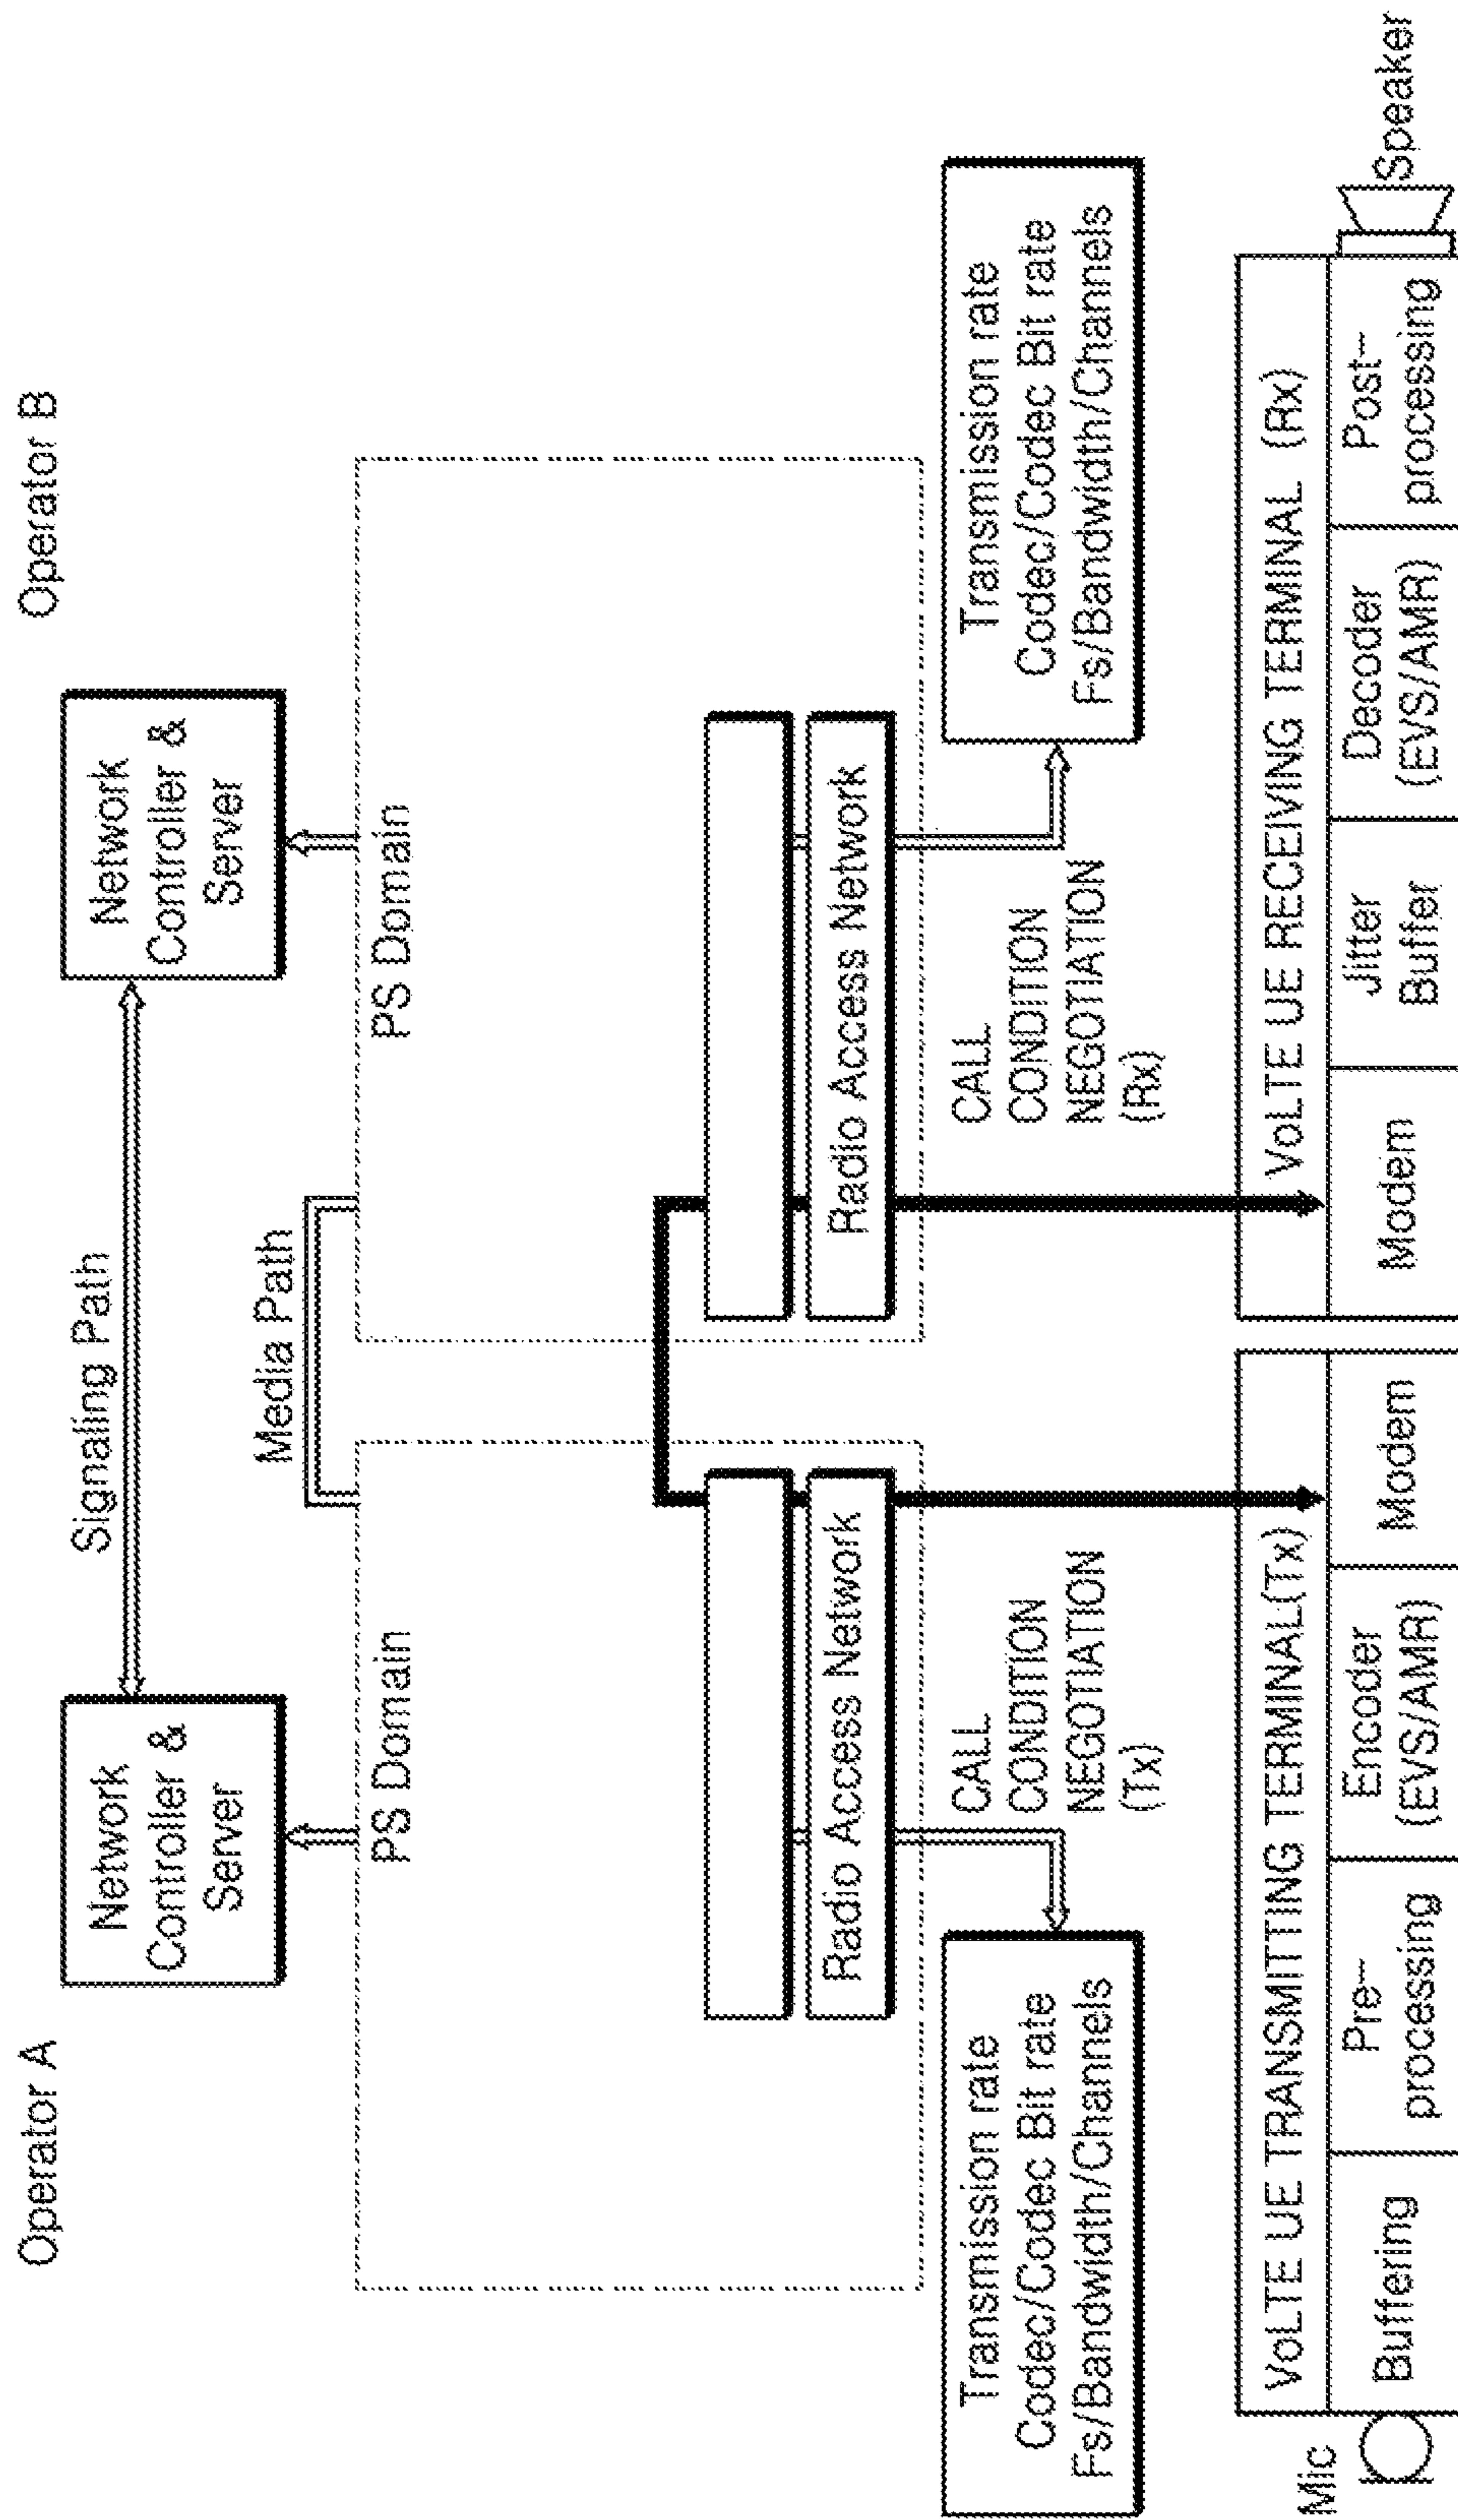 Operator A
Operator B
Network
Controller &
Server
Signaling Path
Network
Controller &
Server
Media Path
PS Domain
PS Domain
Radio Access Network
Radio Access Network
Transmission rate
Codec/Codec Bit rate
Fs/Bandwidth/Channels
CALL
CONDITION
NEGOTIATION
(Tx)
CALL
CONDITION
NEGOTIATION
(Rx)
Transmission rate
Codec/Codec Bit rate
Fs/Bandwidth/Channels
Mic
VoLTE UE TRANSMITTING TERMINAL(Tx)
Buffering
Pre-
processing
Encoder
(EVS/AMR)
Modem
VoLTE UE RECEIVING TERMINAL (Rx)
Modem
Jitter
Buffer
Decoder
(EVS/AMR)
Post-
processing
Speaker